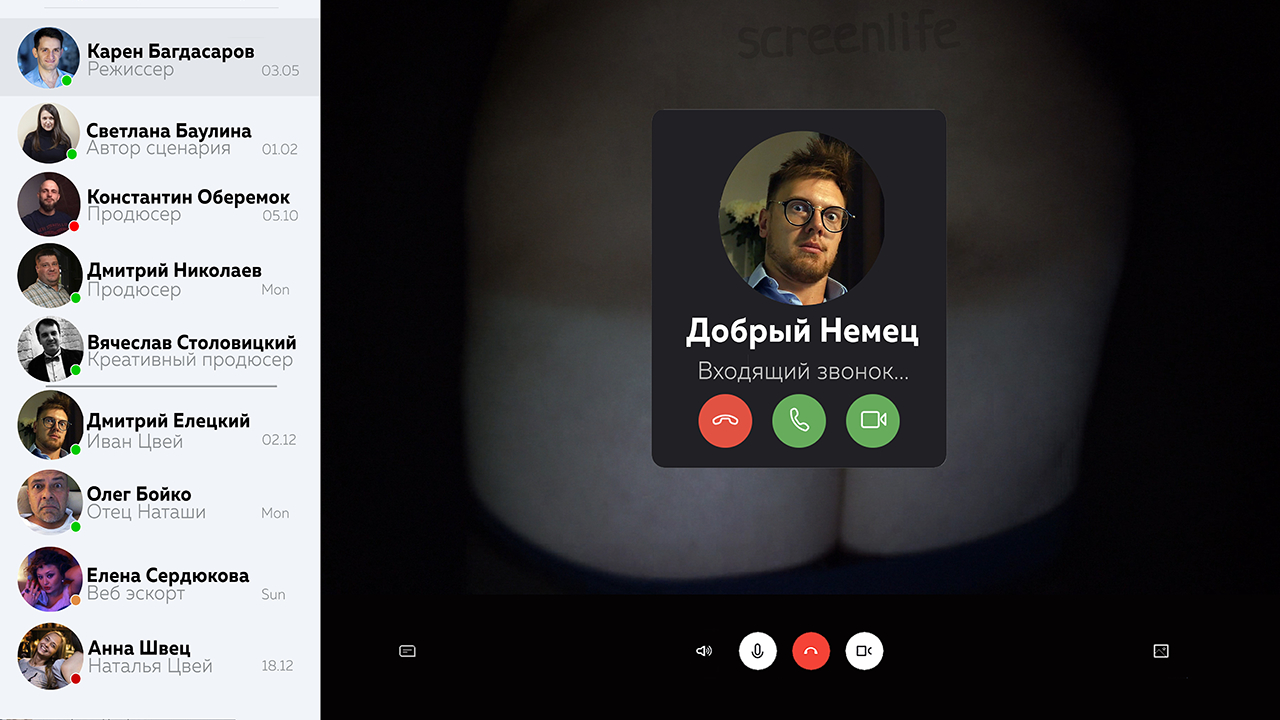 Карен Багдасаров
Режиссер
03.05
Светлана Баулина
Автор сценария
01.02
Константин Оберемок
Продюсер
05.10
Дмитрий Николаев
Продюсер
Mon
Вячеслав Столовицкий
Креативный продюсер
Дмитрий Елецкий
Иван Цвей
02.12
Олег Бойко
Отец Наташи
Mon
Елена Сердюкова
Веб эскорт
Sun
Анна Швец
Наталья Цвей
18.12
screenlife
Добрый Немец
Входящий звонок...